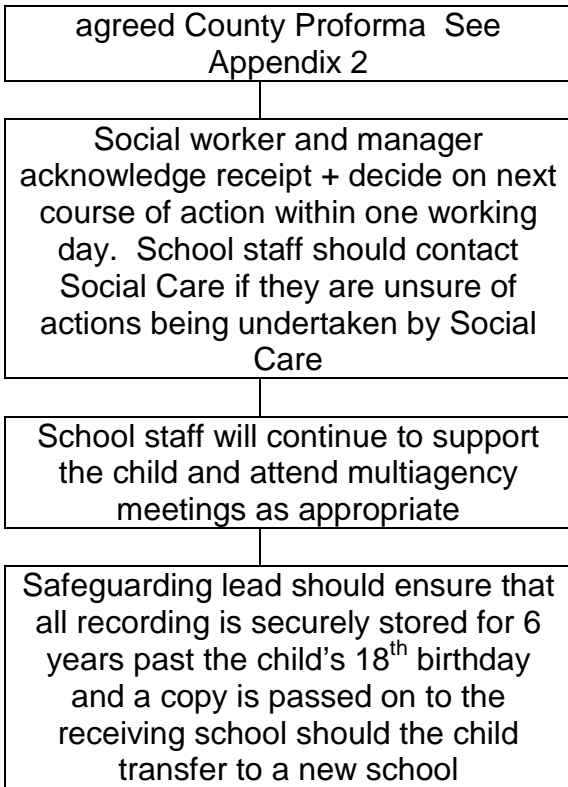 agreed County Proforma  See
Appendix 2
Social worker and manager
acknowledge receipt + decide on next
course of action within one working
day.  School staff should contact
Social Care if they are unsure of
actions being undertaken by Social
Care
School staff will continue to support
the child and attend multiagency
meetings as appropriate
Safeguarding lead should ensure that
all recording is securely stored for 6
years past the child’s 18th birthday
and a copy is passed on to the
receiving school should the child
transfer to a new school